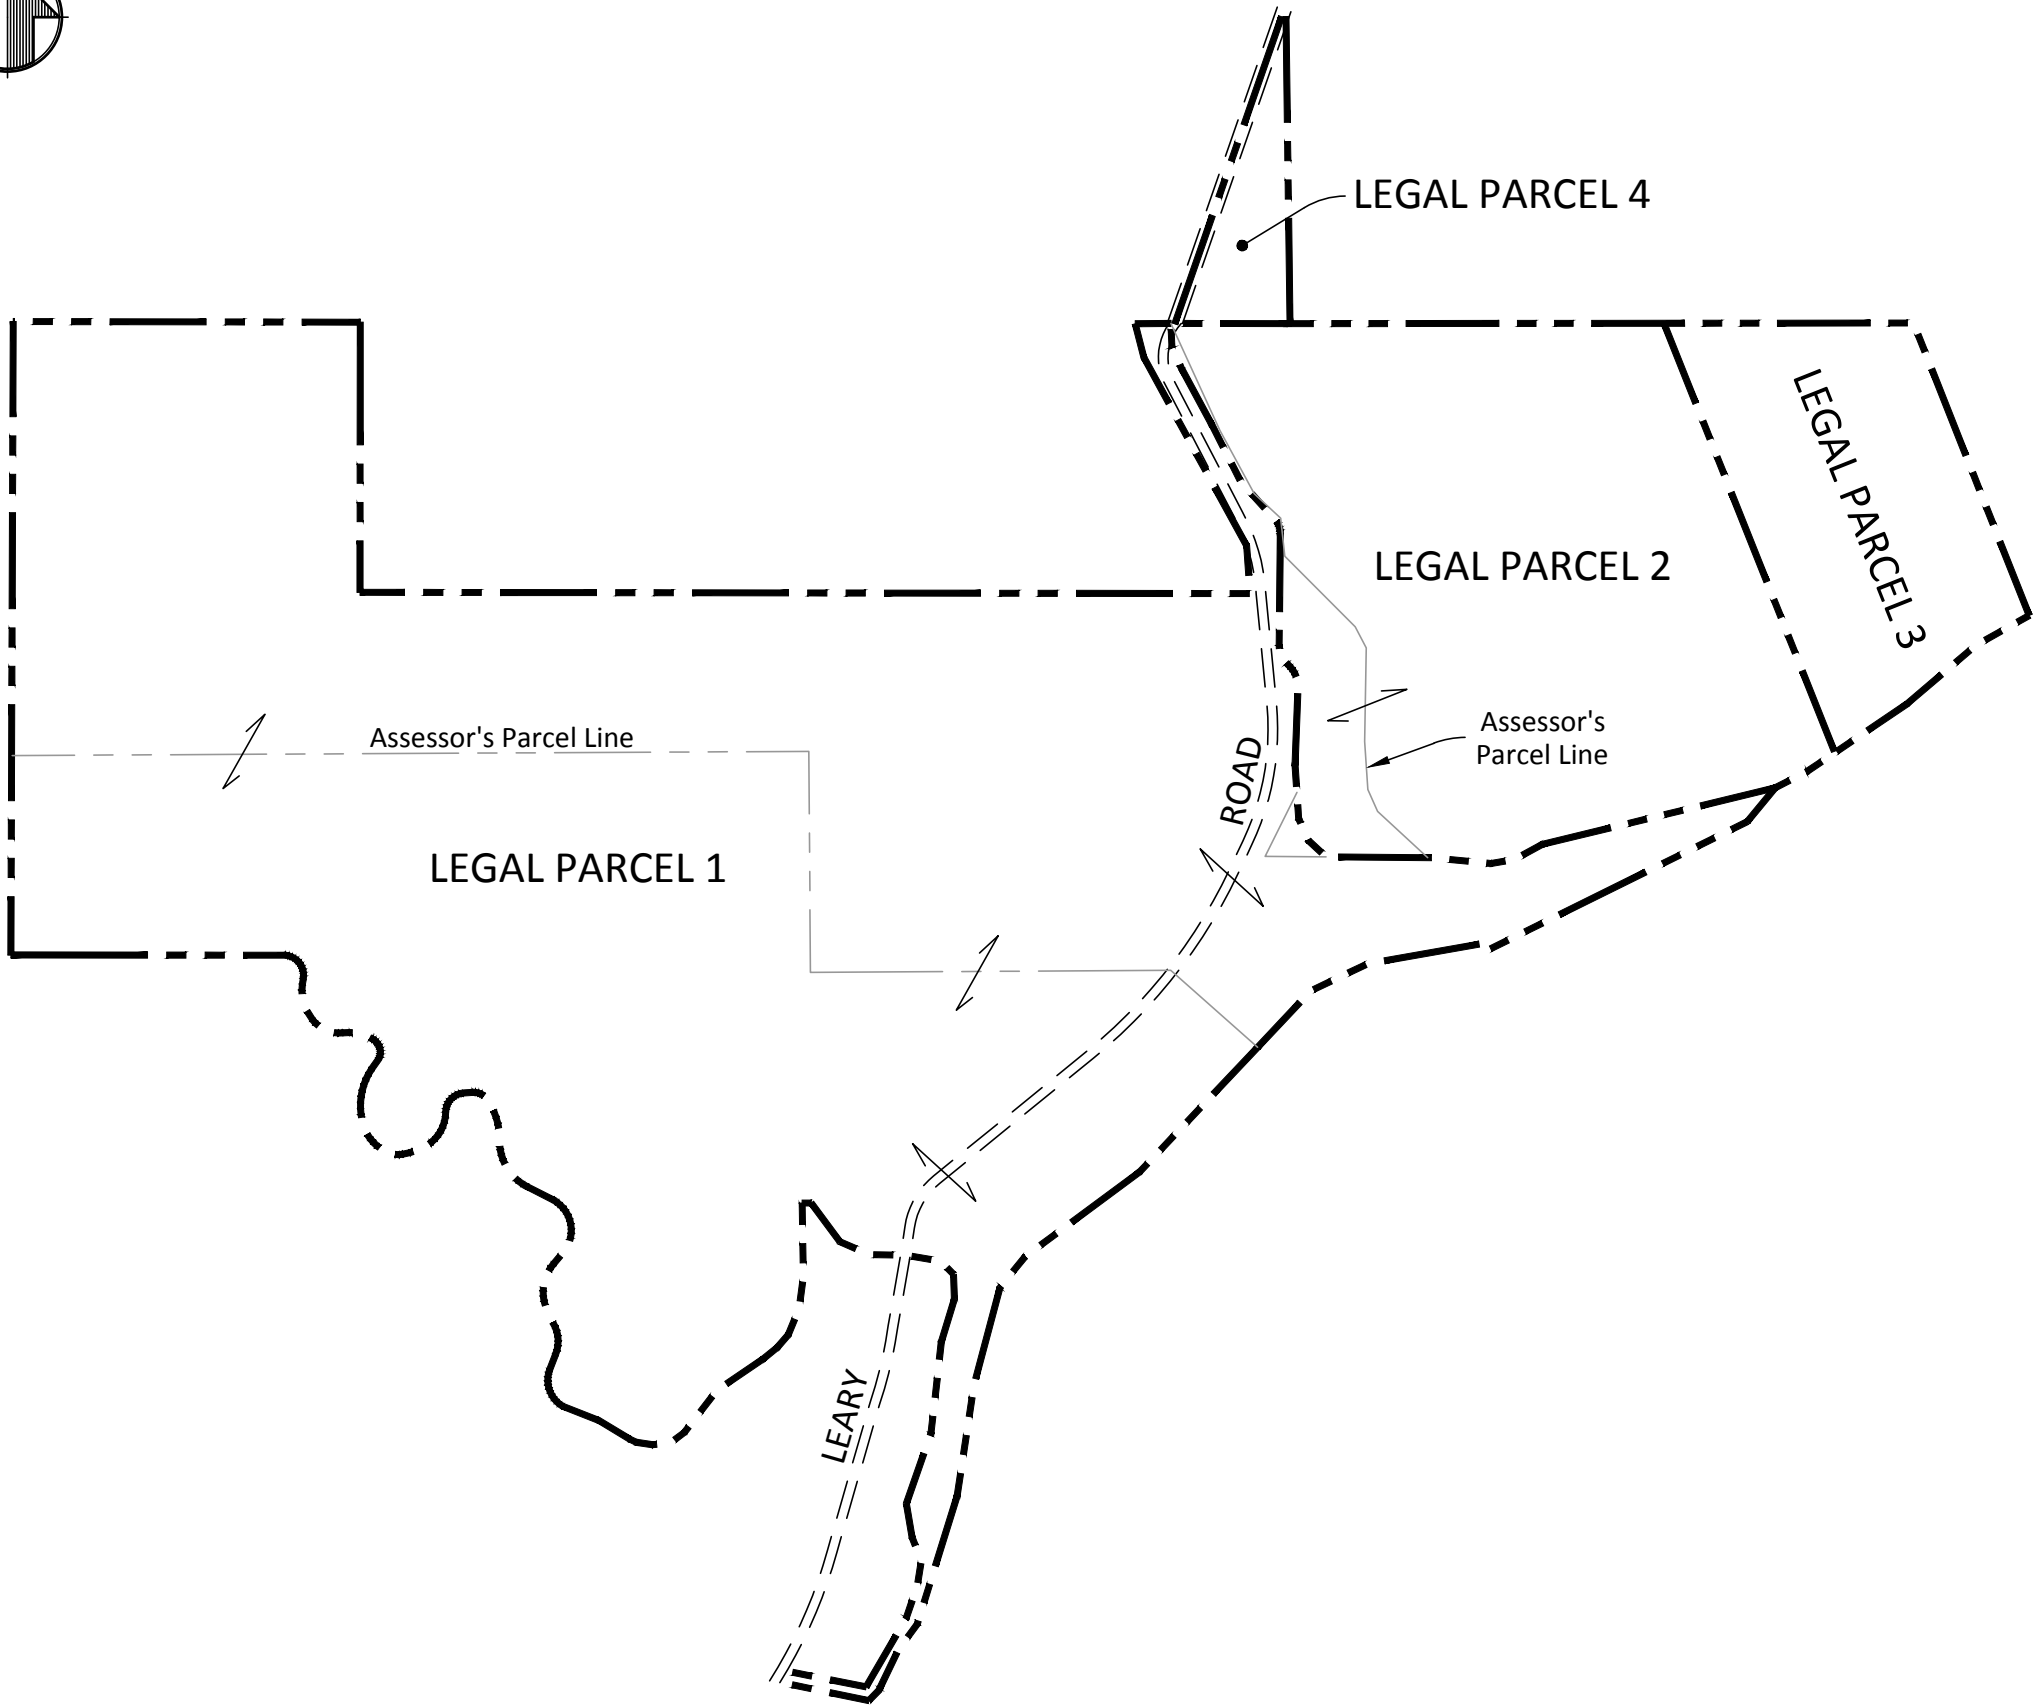 LEGAL PARCEL 4
LEGAL PARCEL 3
LEGAL PARCEL 2
Assessor's Parcel Line
Assessor's
Parcel Line
ROAD
LEGAL PARCEL 1
LEARY